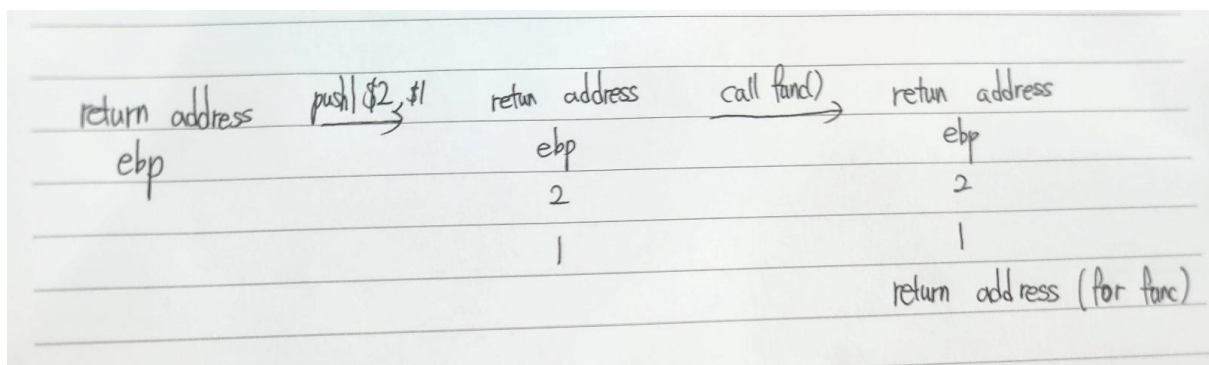 return address pushl $2, $1 retun address call func() retun address
ebp ebp ebp
2 2
1 1
return address (for func)